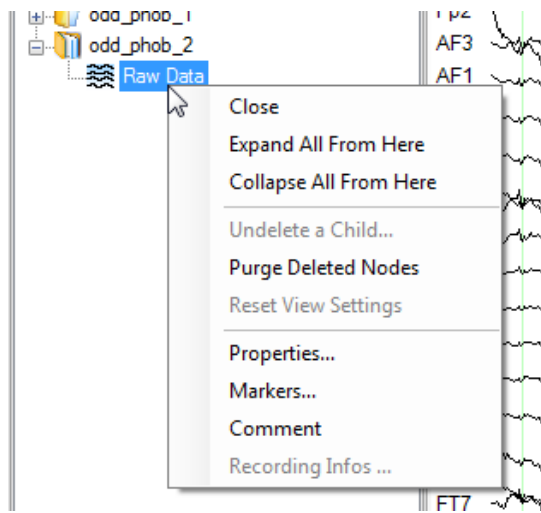 odd_phob_1
odd_phob_2
Raw Data
Close
Expand All From Here
Collapse All From Here
Undelete a Child...
Purge Deleted Nodes
Reset View Settings
Properties...
Markers...
Comment
Recording Infos ...
Fp2
AF3
AF1
FT7